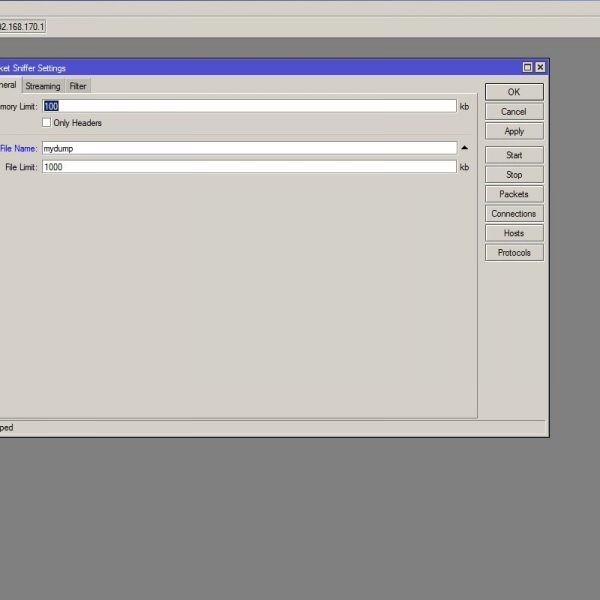 92.168.170.1
ket Sniffer Settings
neral Streaming Filter
mory Limit: 100 kb
Only Headers
File Name: mydump
File Limit: 1000 kb
OK
Cancel
Apply
Start
Stop
Packets
Connections
Hosts
Protocols
ped